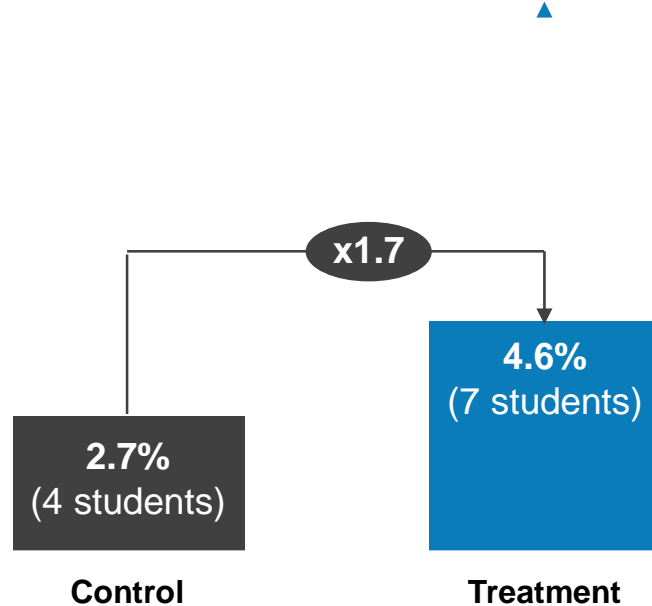 x1.7
4.6%
(7 students)
2.7%
(4 students)
Control
Treatment